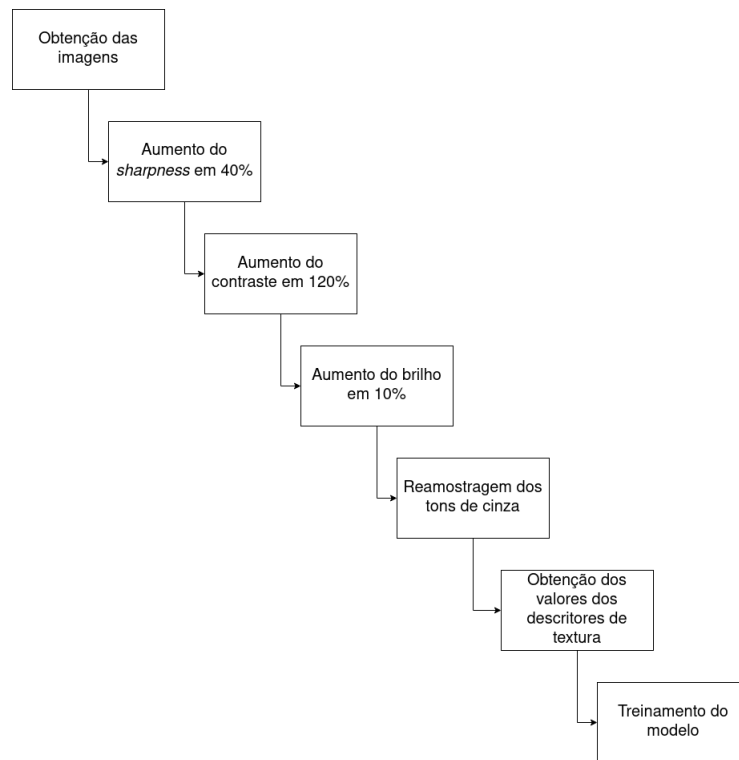 Obtenção das
imagens
Aumento do
sharpness em 40%
Aumento do
contraste em 120%
Aumento do brilho
em 10%
Reamostragem dos
tons de cinza
Obtenção dos
valores dos
descritores de
textura
Treinamento do
modelo